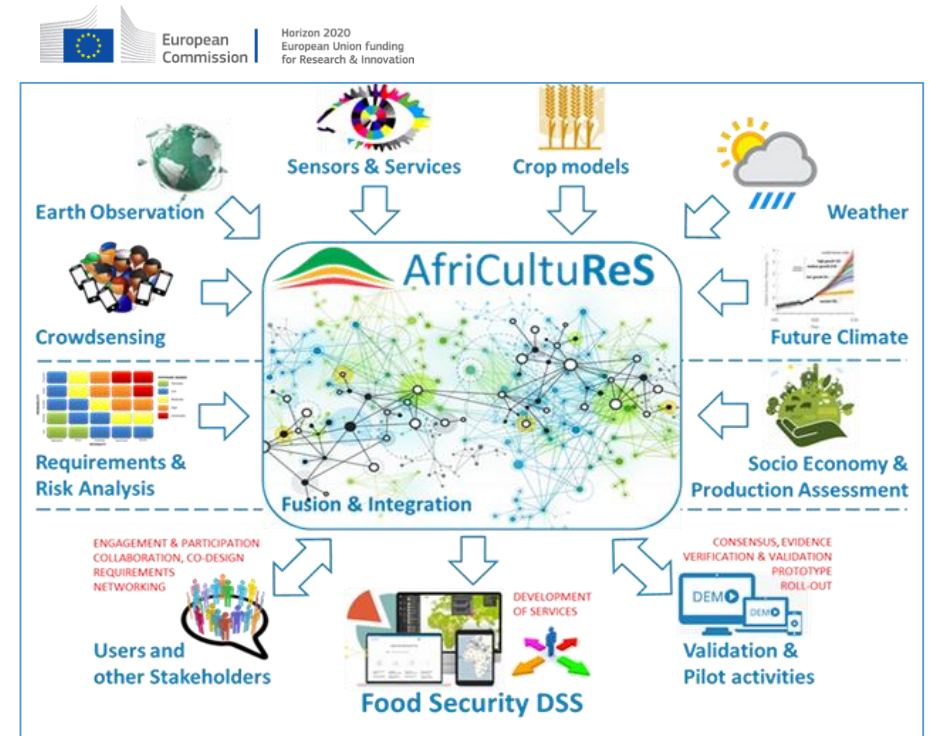 European
Commission
Horizon 2020
European Union funding
for Research & Innovation
Sensors & Services
Crop models
Earth Observation
Weather
AfriCultuReS
Crowdsensing
Future Climate
Requirements &
Risk Analysis
Socio Economy &
Production Assessment
Fusion & Integration
ENGAGEMENT & PARTICIPATION
COLLABORATION, CO-DESIGN
REQUIREMENTS
NETWORKING
CONSENSUS, EVIDENCE
VERIFICATION & VALIDATION
PROTOTYPE
ROLL-OUT
DEVELOPMENT
OF SERVICES
DEMO
DEMO
Users and
other Stakeholders
Validation &
Pilot activities
Food Security DSS